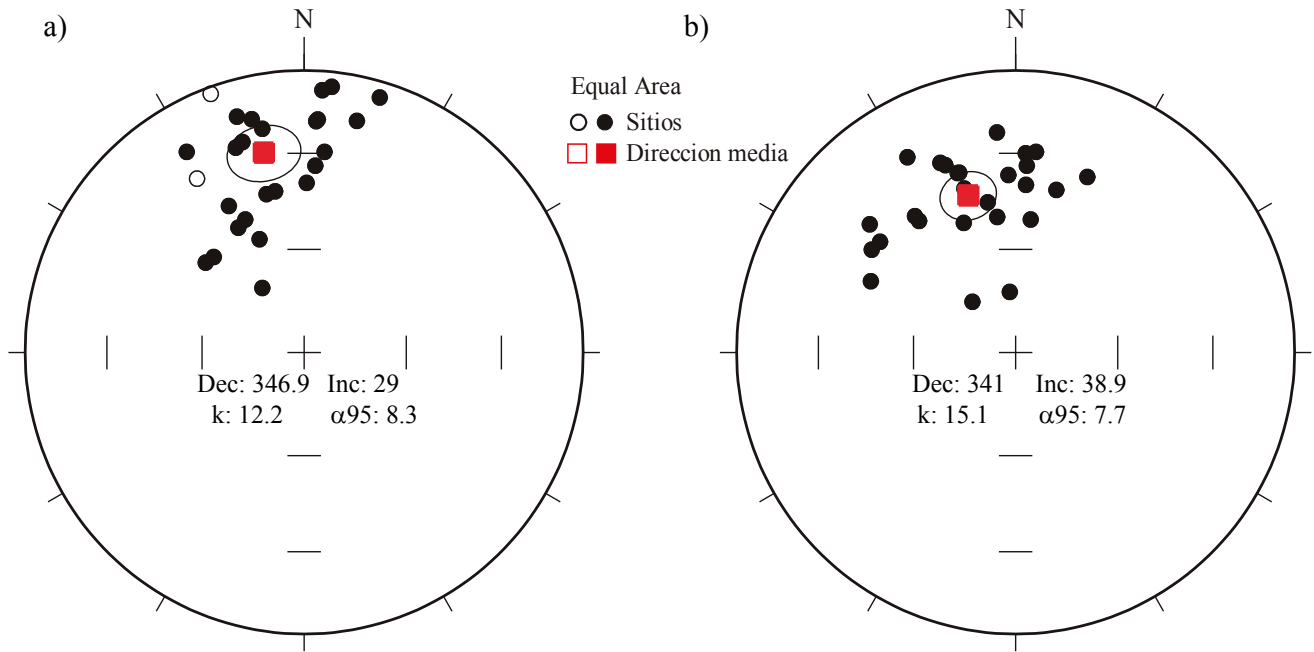 a)
N
Dec: 346.9 Inc: 29
k: 12.2 α95: 8.3
Equal Area
Sitios
Direccion media
b)
N
Dec: 341 Inc: 38.9
k: 15.1 α95: 7.7